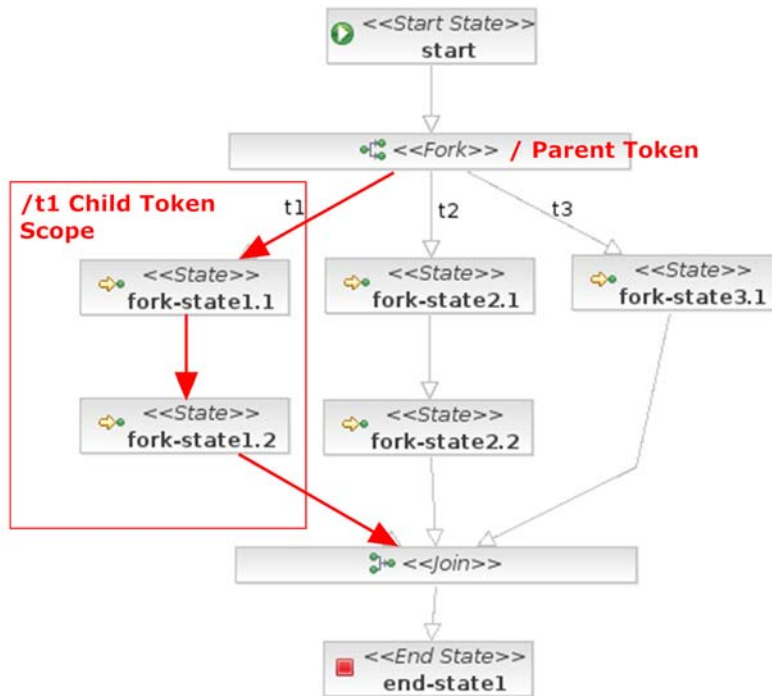 <<Start State>>
start
<<Fork>> / Parent Token
/t1 Child Token
Scope
t1
t2
t3
<<State>>
fork-state1.1
<<State>>
fork-state2.1
<<State>>
fork-state3.1
<<State>>
fork-state1.2
<<State>>
fork-state2.2
<<Join>>
<<End State>>
end-state1